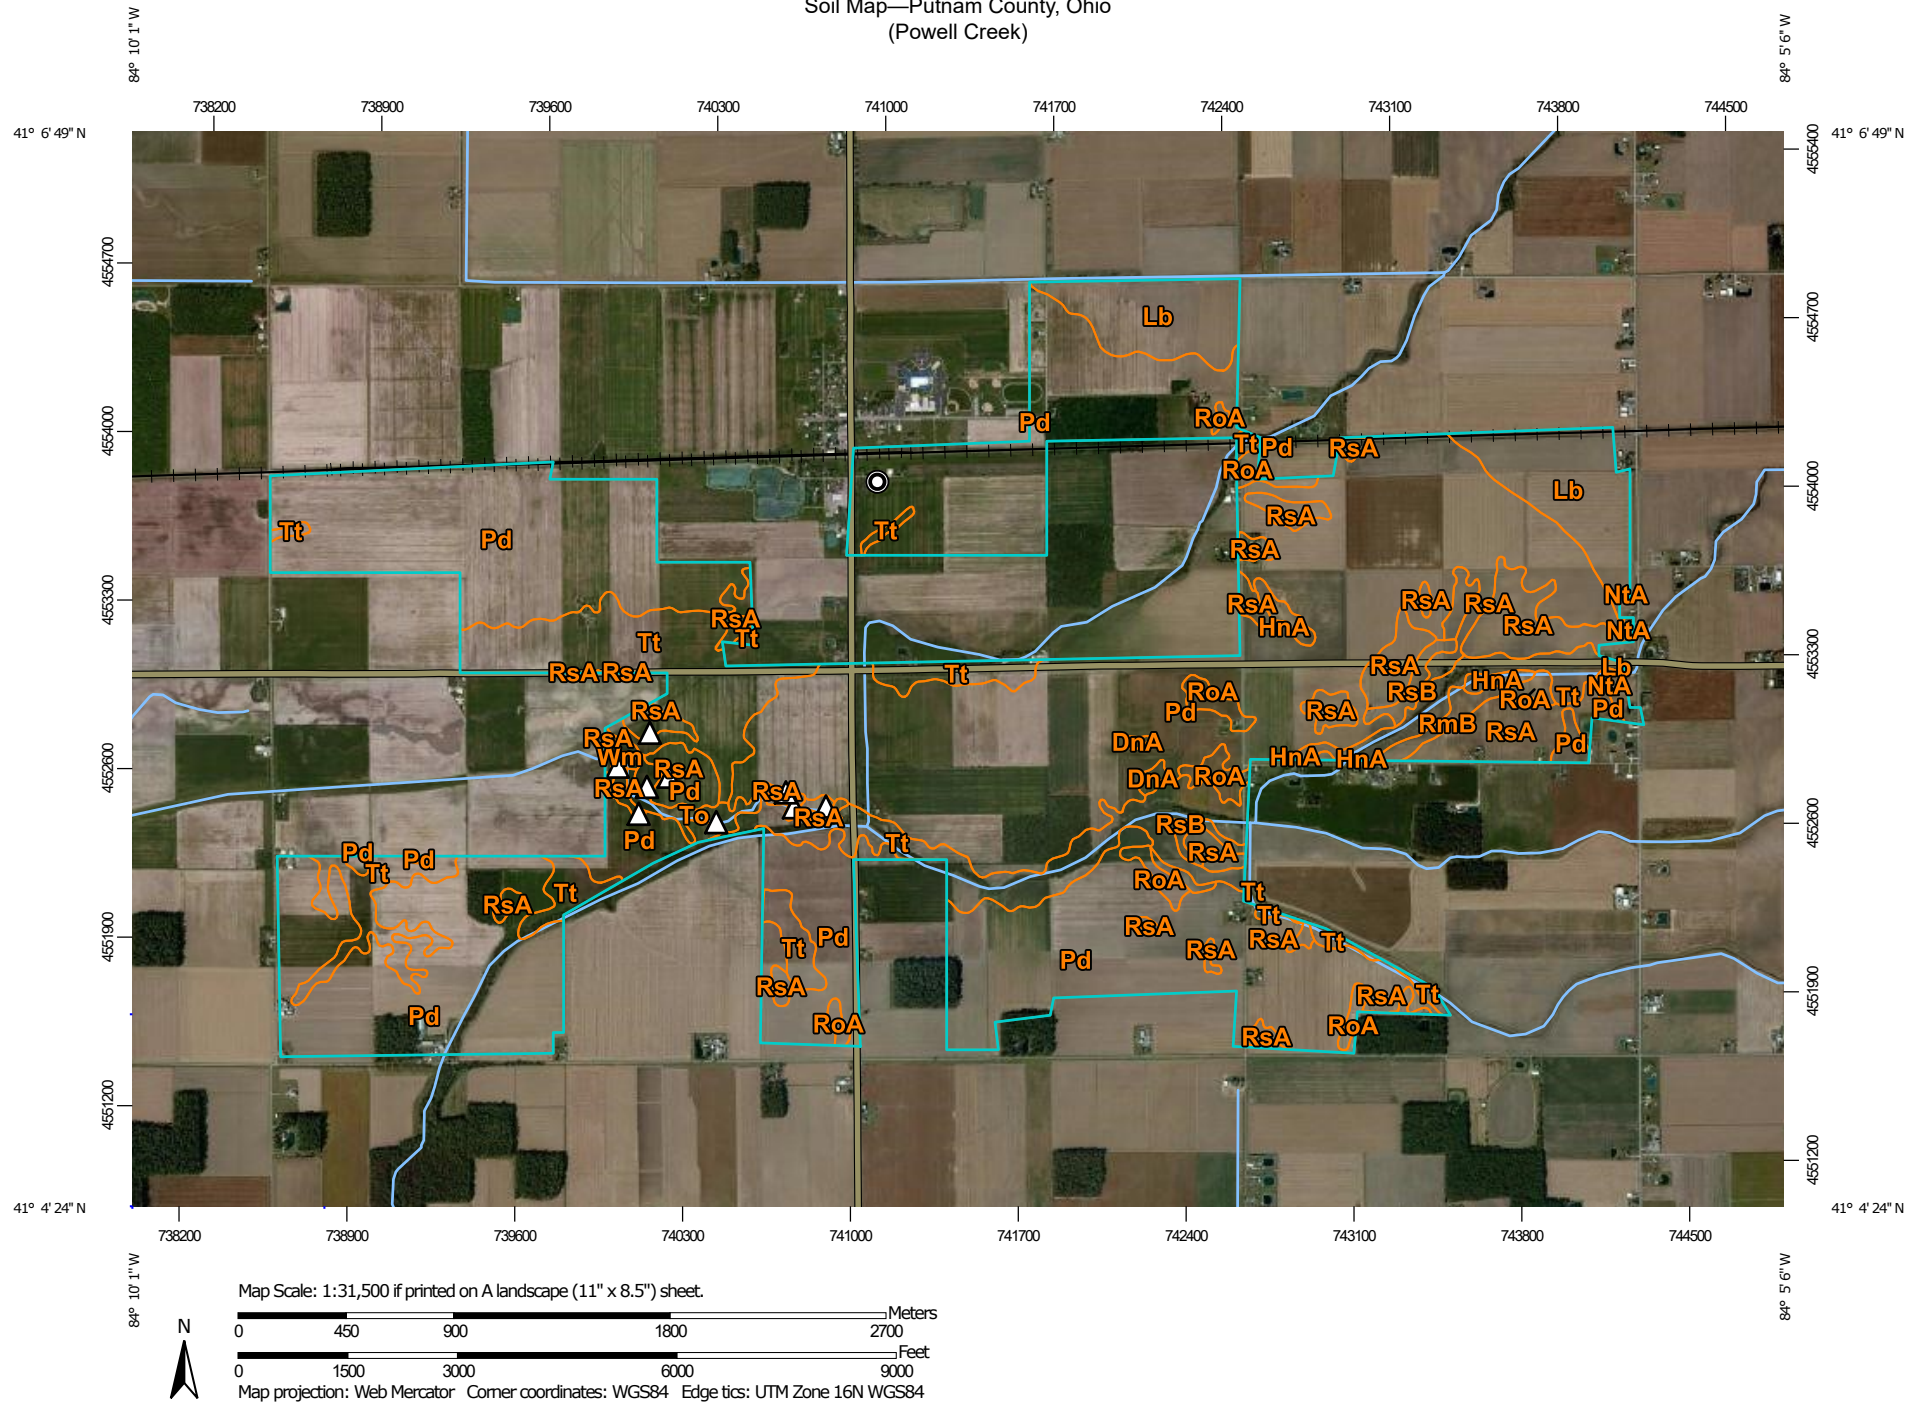 Soil Map—Putnam County, Ohio
(Powell Creek)
84° 10' 1" W
84° 5' 6" W
738200 738900 739600 740300 741000 741700 742400 743100 743800 744500
41° 6' 49" N
41° 6' 49" N
4555400
4554700
4554700
4554000
4554000
4553300
4553300
4552600
4552600
4551900
4551900
4551200
4551200
Lb
RoA
Pd
Tt Pd RsA
RoA
Lb
RsA
Tt Pd Tt
RsA
NtA
RsA RsA RsA
RsA HnA RsA NtA
Tt Tt
RsA RsA Tt RsA Lb
HnA NtA
RsA RoA RsB RoA Tt
Pd RsA Pd
RsA DnA RmB RsA Pd
Wm HnA HnA
RsA DnA RoA
RsA Pd RsA
To RsA RsB
Pd Tt
Pd Pd RsA
Tt RoA
RsA Tt Tt
Tt
RsA
Pd RsA Tt
Tt RsA
Pd
RsA RsA Tt
Pd RoA RoA
RsA
41° 4' 24" N
41° 4' 24" N
738200 738900 739600 740300 741000 741700 742400 743100 743800 744500
84° 10' 1" W
84° 5' 6" W
Map Scale: 1:31,500 if printed on A landscape (11" x 8.5") sheet.
Meters
0 450 900 1800 2700
N
Feet
0 1500 3000 6000 9000
Map projection: Web Mercator Corner coordinates: WGS84 Edge tics: UTM Zone 16N WGS84